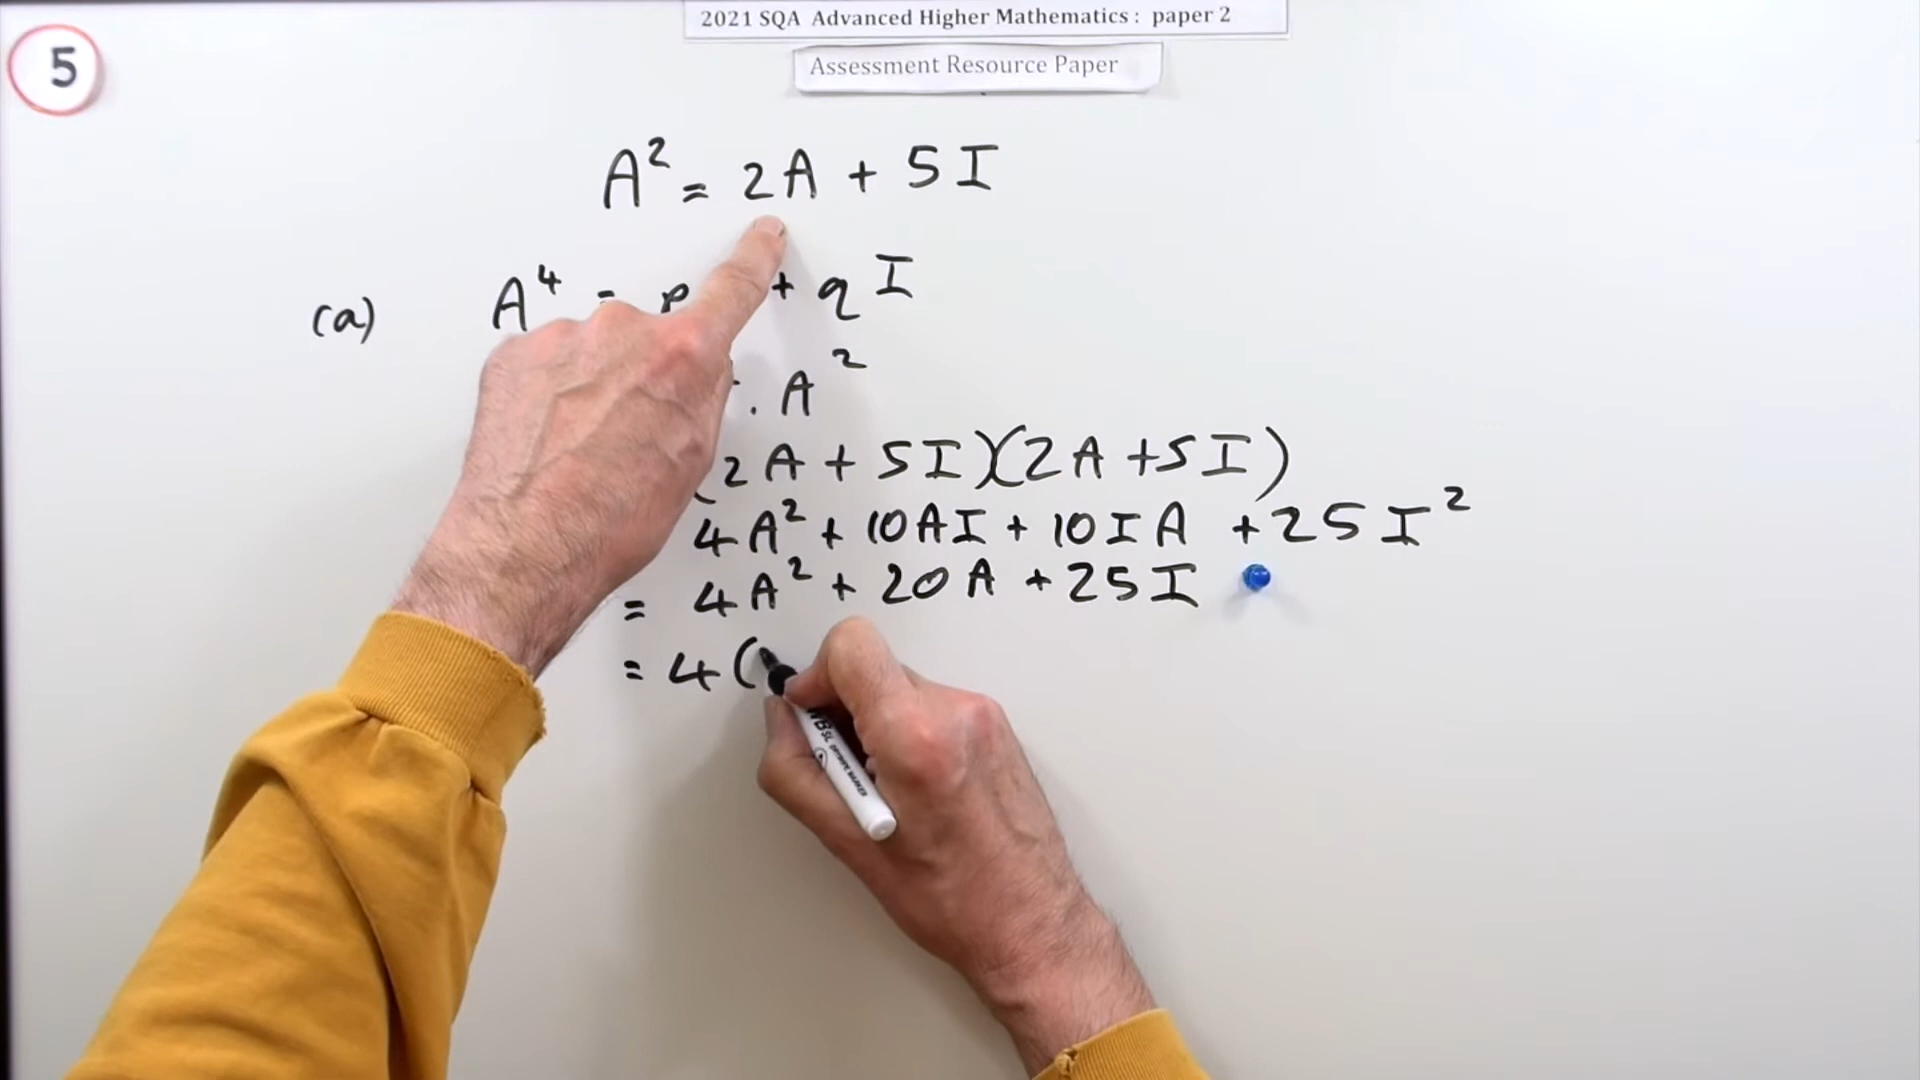 2021 SQA Advanced Higher Mathematics : paper 2
5
Assessment Resource Paper
A² = 2A + 5I
(a) A⁴ = p + q I
. A²
(2A + 5I)(2A + 5I)
4A² + 10AI + 10IA + 25I²
= 4A² + 20A + 25I
= 4(